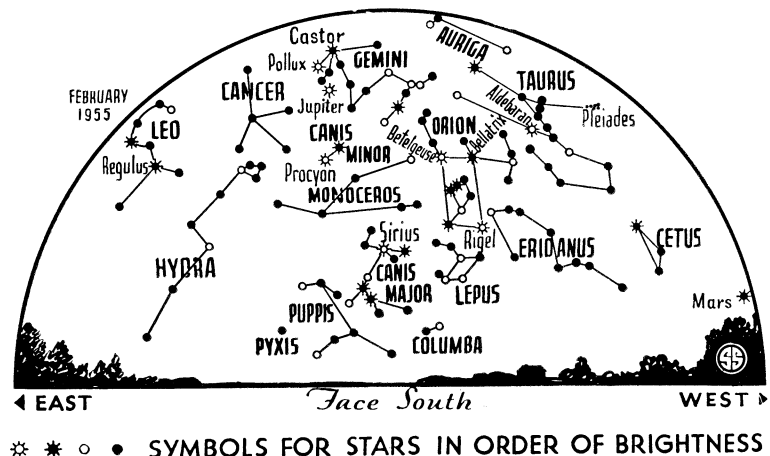 Castor
AURIGA
Pollux
GEMINI
TAURUS
CANCER
FEBRUARY
1955
Jupiter
Aldebaran
Pleiades
LEO
CANIS
MINOR
ORION
Betelgeuse
Bellatrix
Regulus
Procyon
MONOCEROS
Sirius
Rigel
ERIDANUS
CETUS
HYDRA
CANIS
MAJOR
LEPUS
Mars
PUPPIS
PYXIS
COLUMBA
SS
EAST
Face South
WEST
SYMBOLS FOR STARS IN ORDER OF BRIGHTNESS